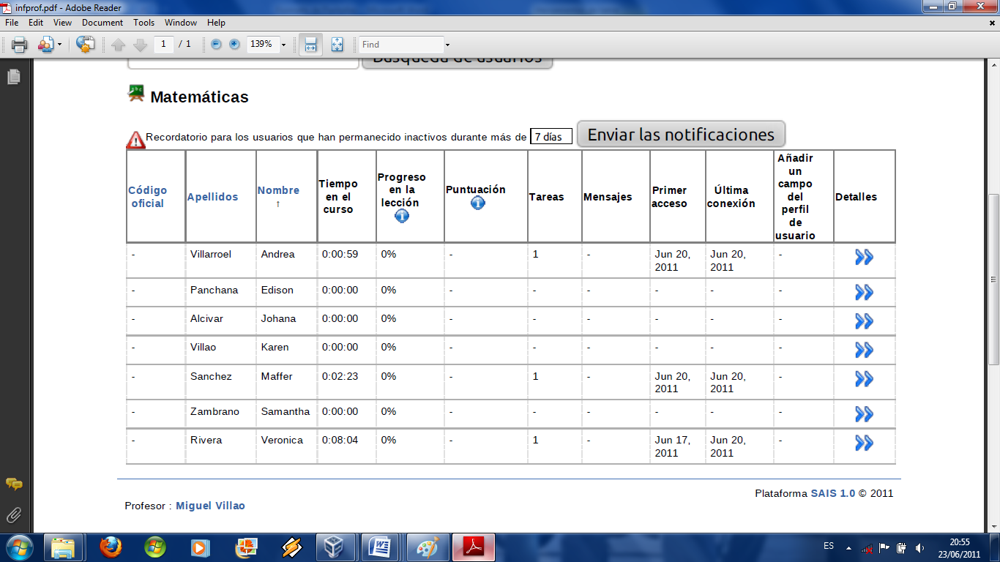 infprof.pdf - Adobe Reader
File Edit View Document Tools Window Help
1 / 1 139% Find
Búsqueda de usuarios
Matemáticas
Recordatorio para los usuarios que han permanecido inactivos durante más de 7 días Enviar las notificaciones
Código oficial Apellidos Nombre ↑ Tiempo en el curso Progreso en la lección Puntuación Tareas Mensajes Primer acceso Última conexión Añadir un campo del perfil de usuario Detalles
- Villarroel Andrea 0:00:59 0% - 1 - Jun 20, 2011 Jun 20, 2011 -
- Panchana Edison 0:00:00 0% - - - - - -
- Alcivar Johana 0:00:00 0% - - - - - -
- Villao Karen 0:00:00 0% - - - - - -
- Sanchez Maffer 0:02:23 0% - 1 - Jun 20, 2011 Jun 20, 2011 -
- Zambrano Samantha 0:00:00 0% - - - - - -
- Rivera Veronica 0:08:04 0% - 1 - Jun 17, 2011 Jun 20, 2011 -
Plataforma SAIS 1.0 © 2011
Profesor : Miguel Villao
ES 20:55
23/06/2011